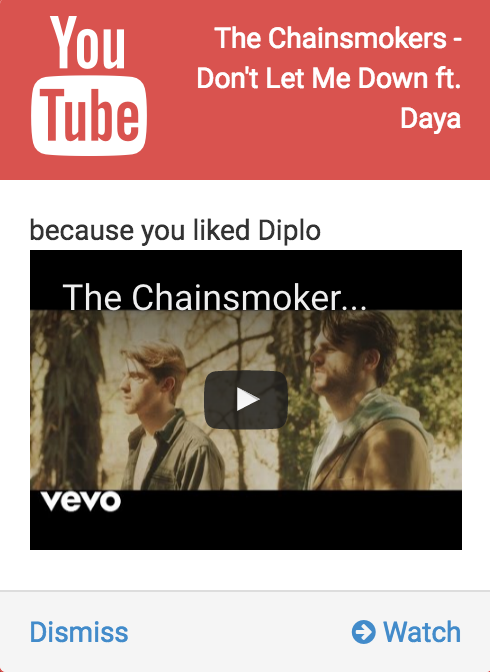 You
Tube
The Chainsmokers -
Don't Let Me Down ft.
Daya
because you liked Diplo
The Chainsmoker...
vevo
Dismiss
Watch